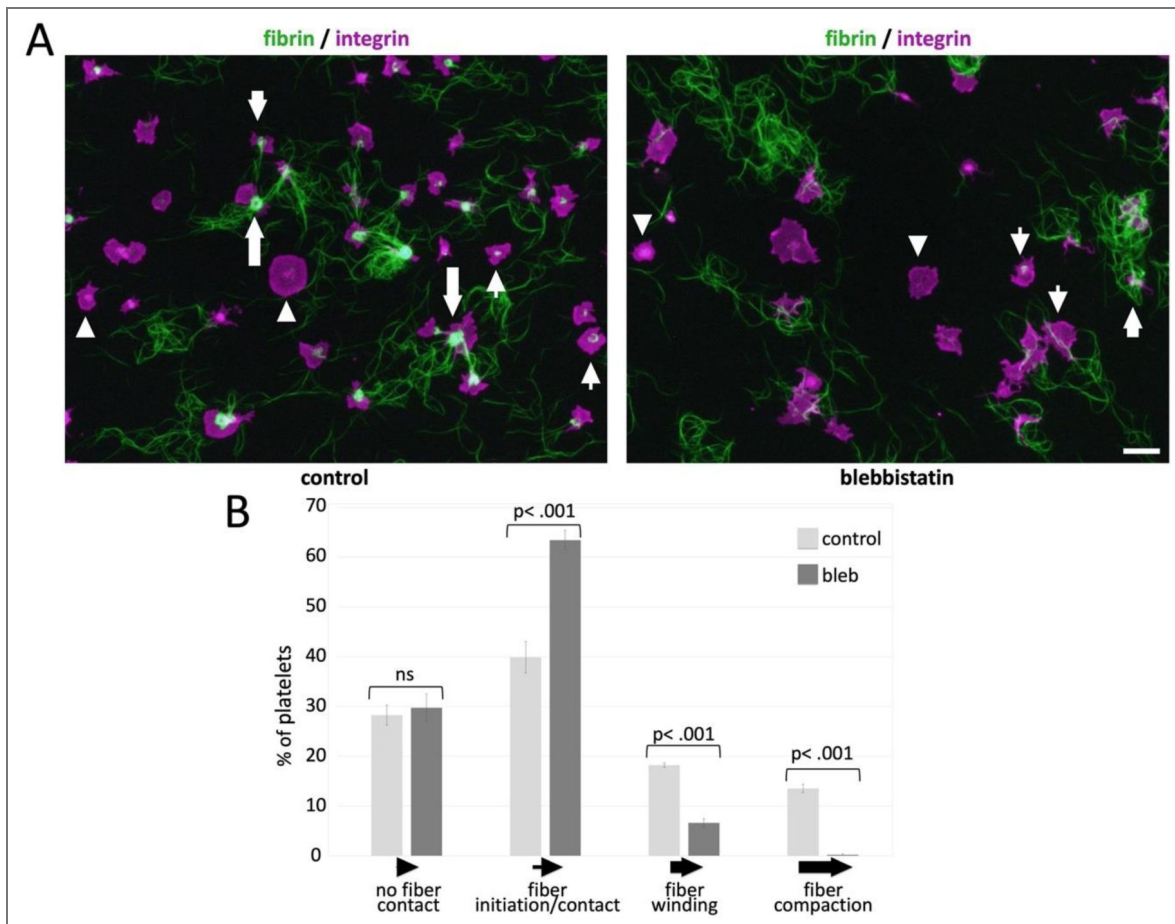 A
fibrin / integrin
fibrin / integrin
control
blebbistatin
B
70
60
50
40
30
20
10
0
% of platelets
ns
p< .001
p< .001
p< .001
control
bleb
no fiber
contact
fiber
initiation/contact
fiber
winding
fiber
compaction